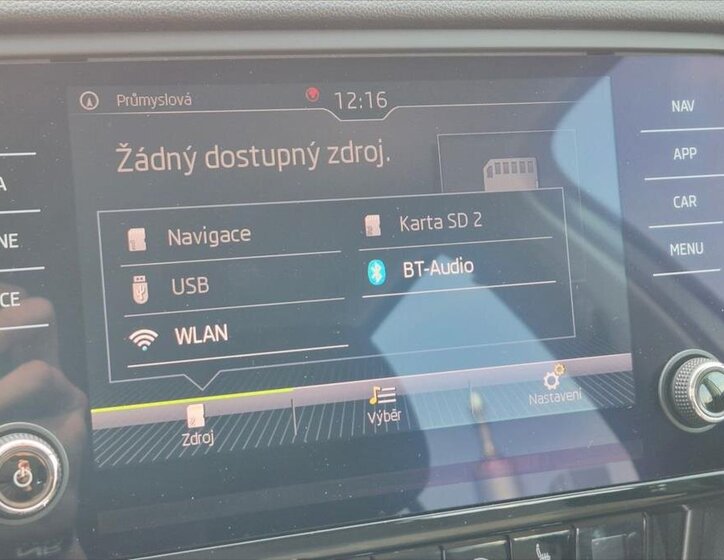 Průmyslová
12:16
NAV
APP
CAR
MENU
Žádný dostupný zdroj.
Navigace
Karta SD 2
USB
BT-Audio
WLAN
Zdroj
Výběr
Nastavení
A
NE
CE